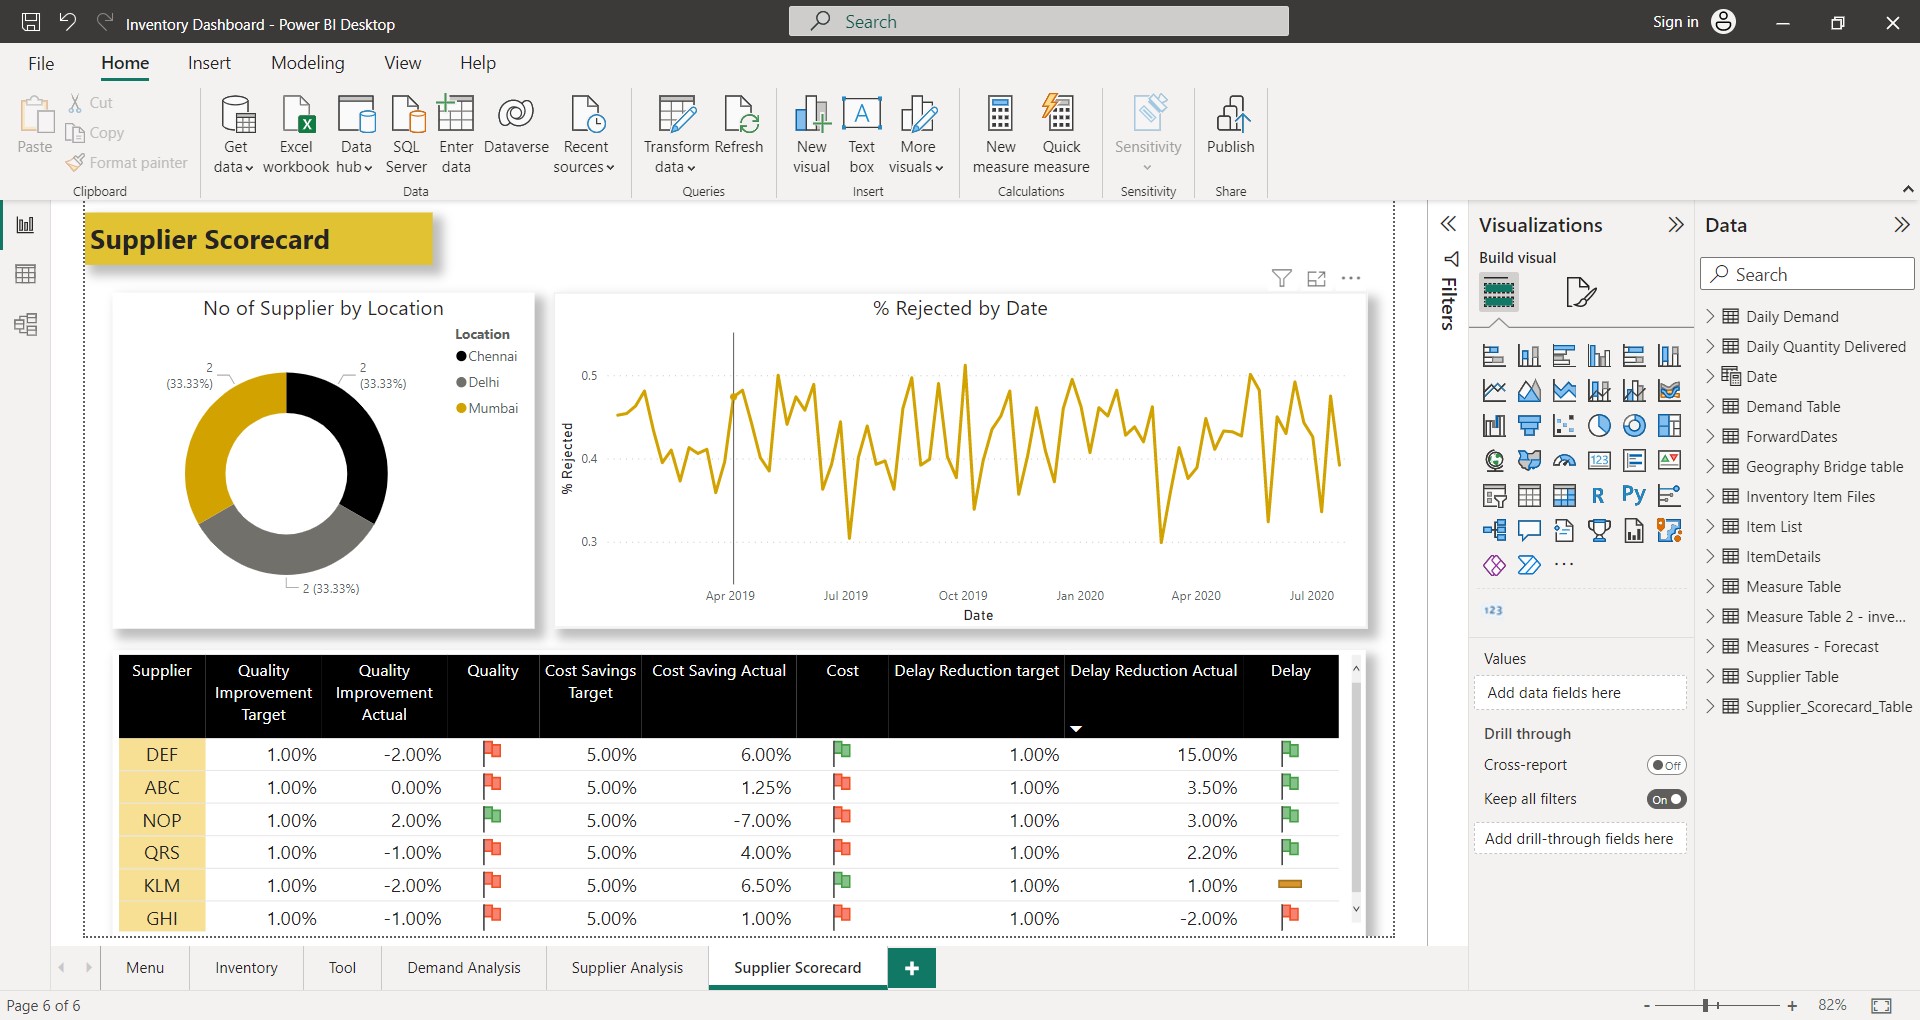 Inventory Dashboard - Power BI Desktop
Search
Sign in
File Home Insert Modeling View Help
Paste
Cut
Copy
Format painter
Clipboard
Get data
Excel workbook
Data hub
SQL Server
Enter data
Dataverse
Recent sources
Data
Transform data
Refresh
Queries
New visual
Text box
More visuals
Insert
New measure
Quick measure
Calculations
Sensitivity
Sensitivity
Publish
Share
Supplier Scorecard
No of Supplier by Location
Location
Chennai
Delhi
Mumbai
2
(33.33%)
2
(33.33%)
2 (33.33%)
% Rejected by Date
% Rejected
0.5
0.4
0.3
Apr 2019 Jul 2019 Oct 2019 Jan 2020 Apr 2020 Jul 2020
Date
Supplier Quality Improvement Target Quality Improvement Actual Quality Cost Savings Target Cost Saving Actual Cost Delay Reduction target Delay Reduction Actual Delay
DEF 1.00% -2.00% 5.00% 6.00% 1.00% 15.00%
ABC 1.00% 0.00% 5.00% 1.25% 1.00% 3.50%
NOP 1.00% 2.00% 5.00% -7.00% 1.00% 3.00%
QRS 1.00% -1.00% 5.00% 4.00% 1.00% 2.20%
KLM 1.00% -2.00% 5.00% 6.50% 1.00% 1.00%
GHI 1.00% -1.00% 5.00% 1.00% 1.00% -2.00%
Filters
Visualizations
Build visual
123
R
Py
123
Values
Add data fields here
Drill through
Cross-report
Off
Keep all filters
On
Add drill-through fields here
Data
Search
Daily Demand
Daily Quantity Delivered
Date
Demand Table
ForwardDates
Geography Bridge table
Inventory Item Files
Item List
ItemDetails
Measure Table
Measure Table 2 - inve...
Measures - Forecast
Supplier Table
Supplier_Scorecard_Table
Menu Inventory Tool Demand Analysis Supplier Analysis Supplier Scorecard +
Page 6 of 6
- + 82%